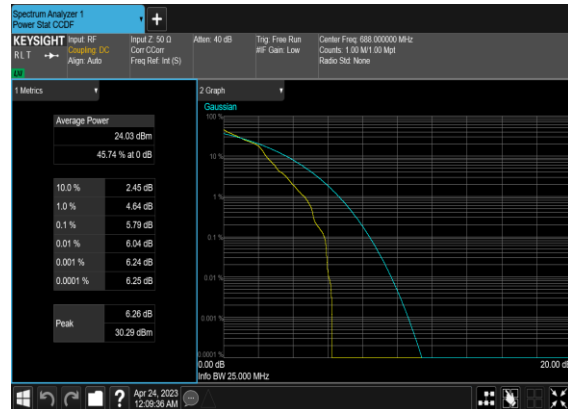 Spectrum Analyzer 1
Power Stat CCDF
+
KEYSIGHT
RLT
LXI
Input: RF
Coupling: DC
Align: Auto
Input Z: 50 Ω
Corr CCorr
Freq Ref: Int (S)
Atten: 40 dB
Trig: Free Run
#IF Gain: Low
Center Freq: 688.000000 MHz
Counts: 1.00 M/1.00 Mpt
Radio Std: None
1 Metrics
Average Power
24.03 dBm
45.74 % at 0 dB
10.0 % 2.45 dB
1.0 % 4.64 dB
0.1 % 5.79 dB
0.01 % 6.04 dB
0.001 % 6.24 dB
0.0001 % 6.25 dB
Peak
6.26 dB
30.29 dBm
2 Graph
Gaussian
100 %
10 %
1 %
0.1 %
0.01 %
0.001 %
0.0001 %
0.00 dB 20.00 dB
Info BW 25.000 MHz
?
Apr 24, 2023
12:09:36 AM